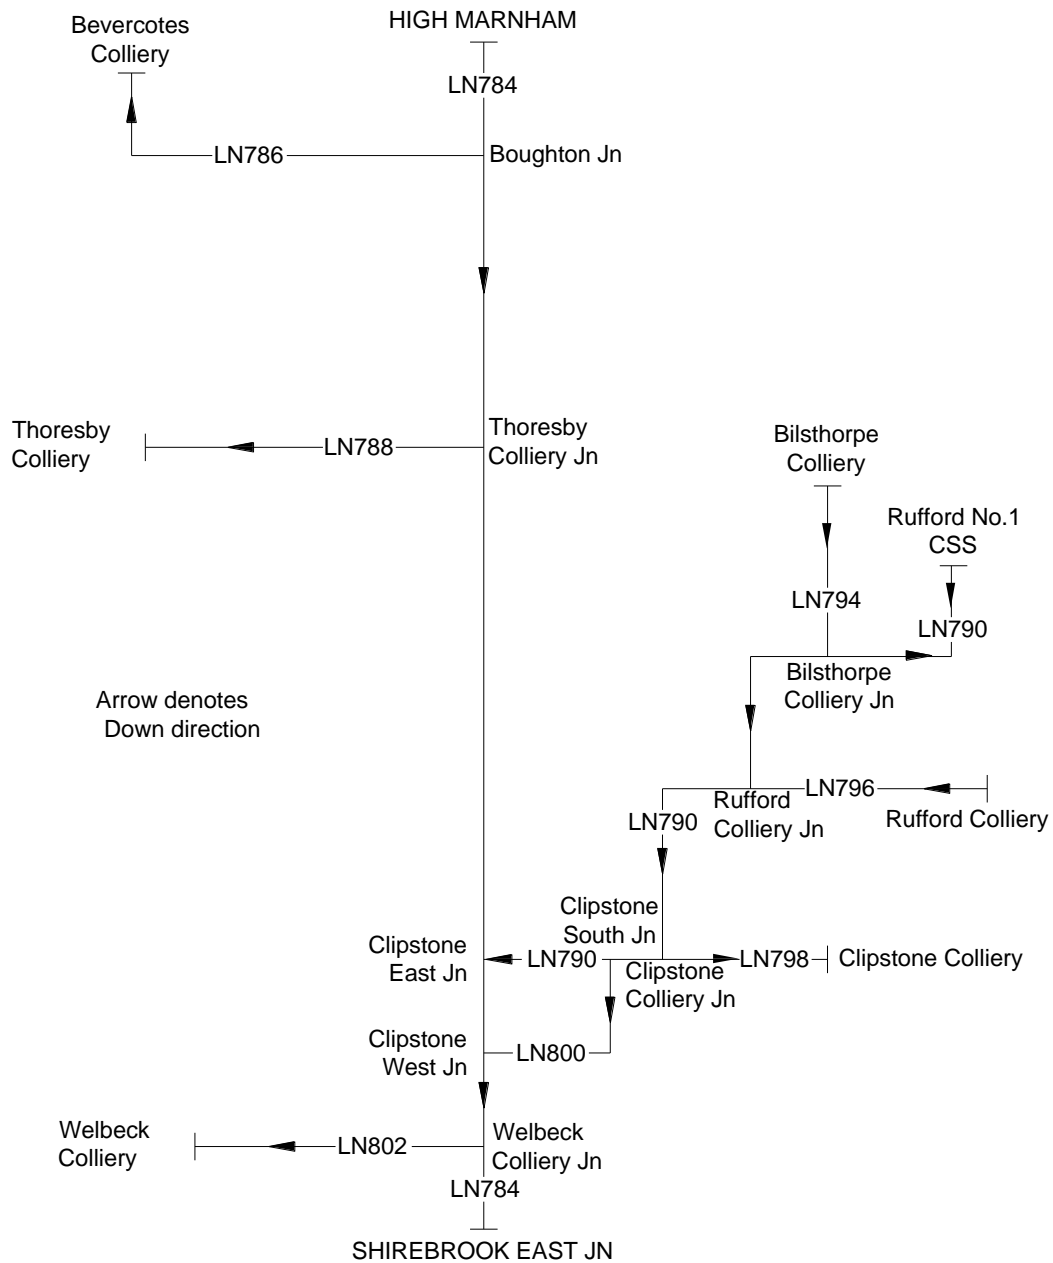 HIGH MARNHAM
Bevercotes
Colliery
LN784
LN786
Boughton Jn
Thoresby
Colliery
LN788
Thoresby
Colliery Jn
Bilsthorpe
Colliery
Rufford No.1
CSS
LN794
LN790
Bilsthorpe
Colliery Jn
Arrow denotes
Down direction
LN796
Rufford
Colliery Jn
Rufford Colliery
LN790
Clipstone
South Jn
Clipstone
East Jn
LN790
Clipstone
Colliery Jn
LN798
Clipstone Colliery
Clipstone
West Jn
LN800
Welbeck
Colliery
LN802
Welbeck
Colliery Jn
LN784
SHIREBROOK EAST JN